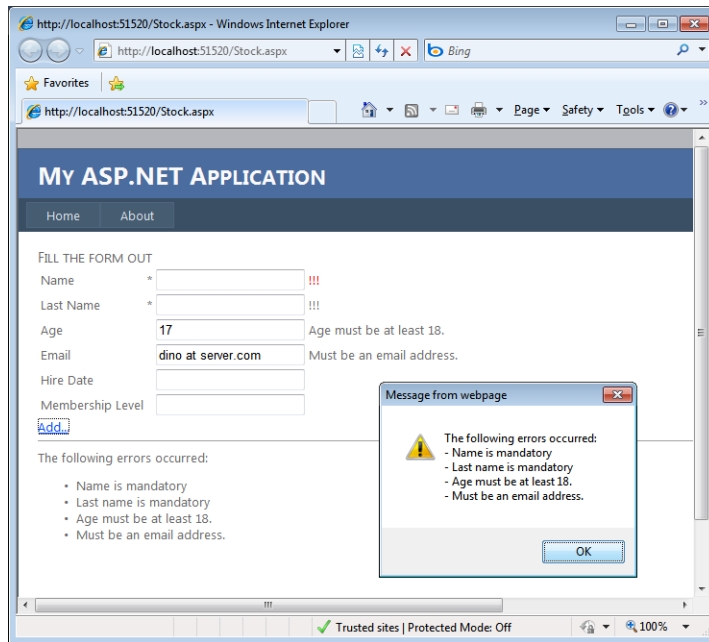 http://localhost:51520/Stock.aspx - Windows Internet Explorer
http://localhost:51520/Stock.aspx
Bing
Favorites
http://localhost:51520/Stock.aspx
Page Safety Tools »
MY ASP.NET APPLICATION
Home About
FILL THE FORM OUT
Name * !!!
Last Name * !!!
Age 17 Age must be at least 18.
Email dino at server.com Must be an email address.
Hire Date
Membership Level
Add...
The following errors occurred:
• Name is mandatory
• Last name is mandatory
• Age must be at least 18.
• Must be an email address.
Message from webpage
The following errors occurred:
- Name is mandatory
- Last name is mandatory
- Age must be at least 18.
- Must be an email address.
OK
Trusted sites | Protected Mode: Off 100%